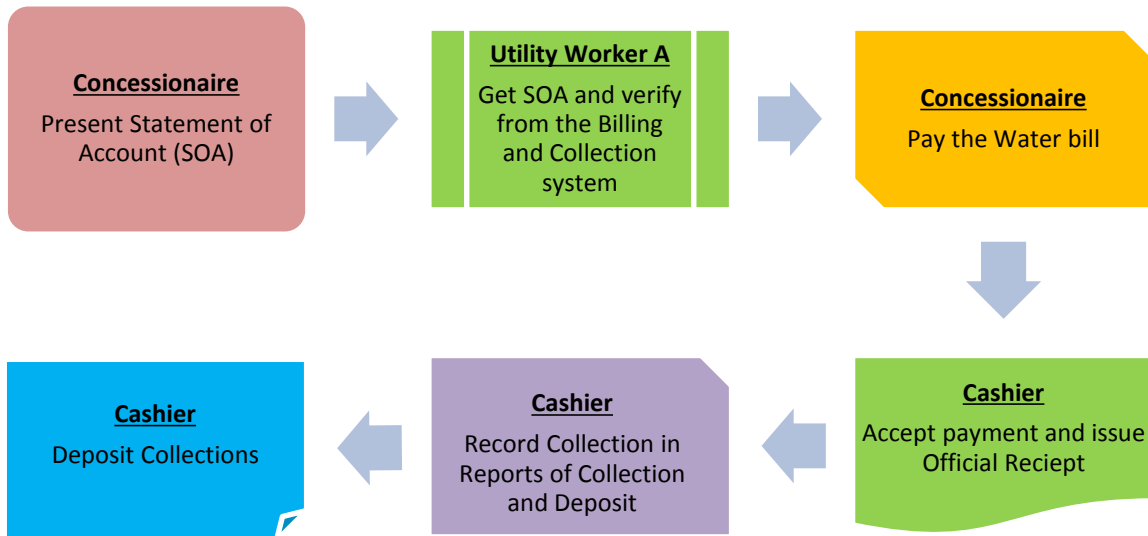 Concessionaire
Present Statement of
Account (SOA)
Utility Worker A
Get SOA and verify
from the Billing
and Collection
system
Concessionaire
Pay the Water bill
Cashier
Accept payment and issue
Official Reciept
Cashier
Record Collection in
Reports of Collection
and Deposit
Cashier
Deposit Collections